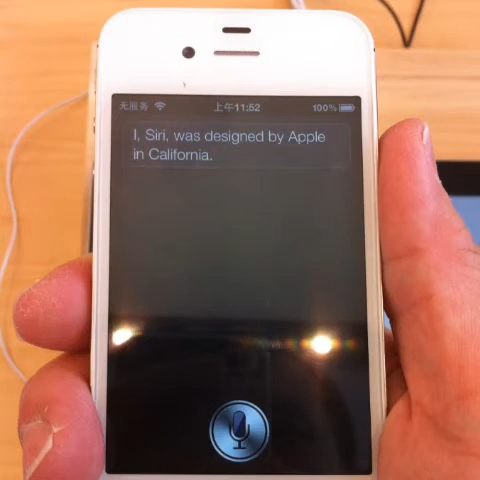 无服务 上午11:52 100%
I, Siri, was designed by Apple
in California.